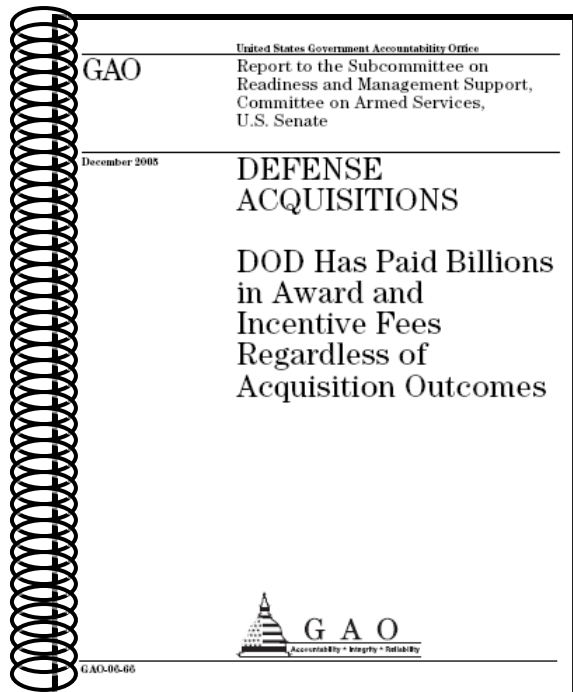 United States Government Accountability Office
GAO
Report to the Subcommittee on
Readiness and Management Support,
Committee on Armed Services,
U.S. Senate
December 2005
DEFENSE
ACQUISITIONS
DOD Has Paid Billions
in Award and
Incentive Fees
Regardless of
Acquisition Outcomes
G A O
Accountability * Integrity * Reliability
GAO-06-66